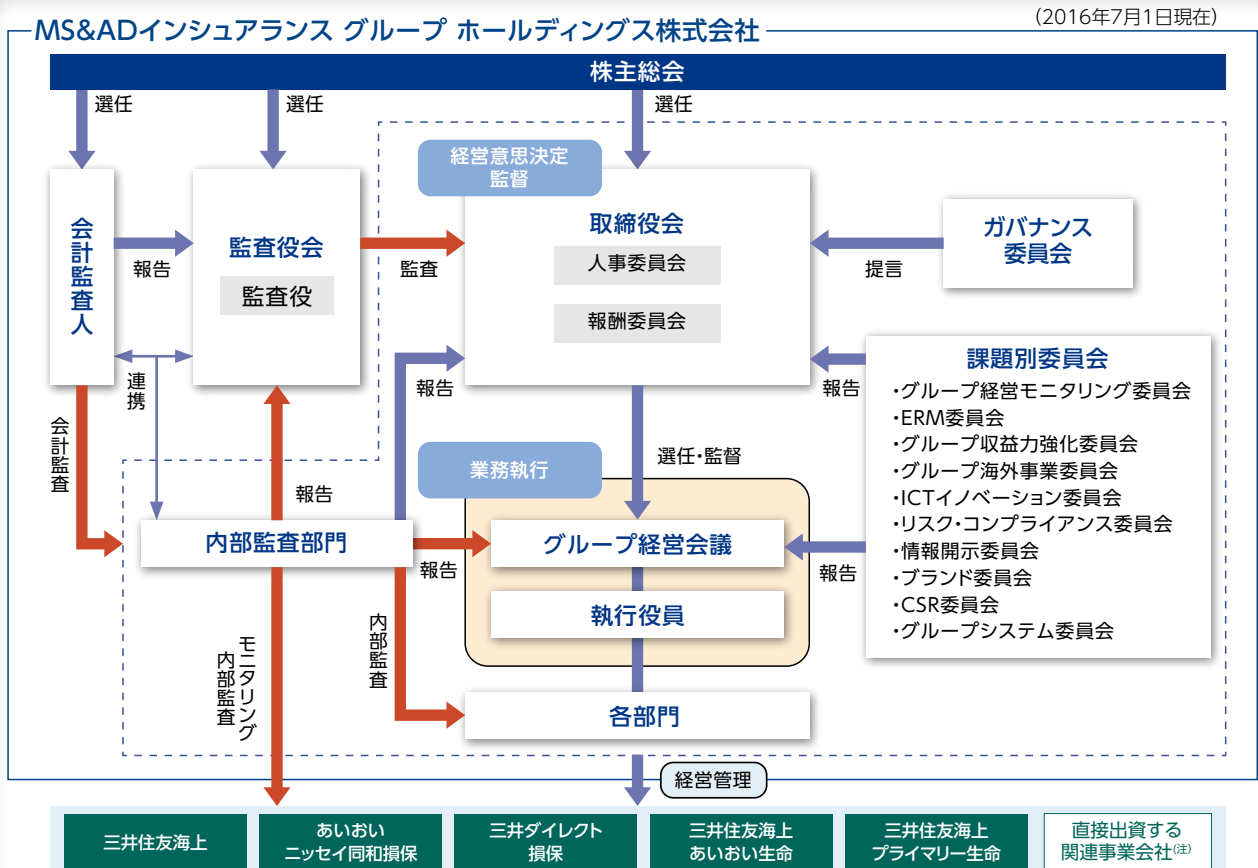 (2016年7月1日現在)
MS&ADインシュアランス グループ ホールディングス株式会社
株主総会
選任
選任
選任
経営意思決定
監督
会計監査人
報告
監査役会
監査役
監査
取締役会
人事委員会
報酬委員会
提言
ガバナンス
委員会
連携
報告
報告
課題別委員会
・グループ経営モニタリング委員会
・ERM委員会
・グループ収益力強化委員会
・グループ海外事業委員会
・ICTイノベーション委員会
・リスク・コンプライアンス委員会
・情報開示委員会
・ブランド委員会
・CSR委員会
・グループシステム委員会
会計監査
報告
業務執行
選任・監督
内部監査部門
報告
グループ経営会議
報告
執行役員
モニタリング
内部監査
内部監査
各部門
経営管理
三井住友海上
あいおい
ニッセイ同和損保
三井ダイレクト
損保
三井住友海上
あいおい生命
三井住友海上
プライマリー生命
直接出資する
関連事業会社(注)